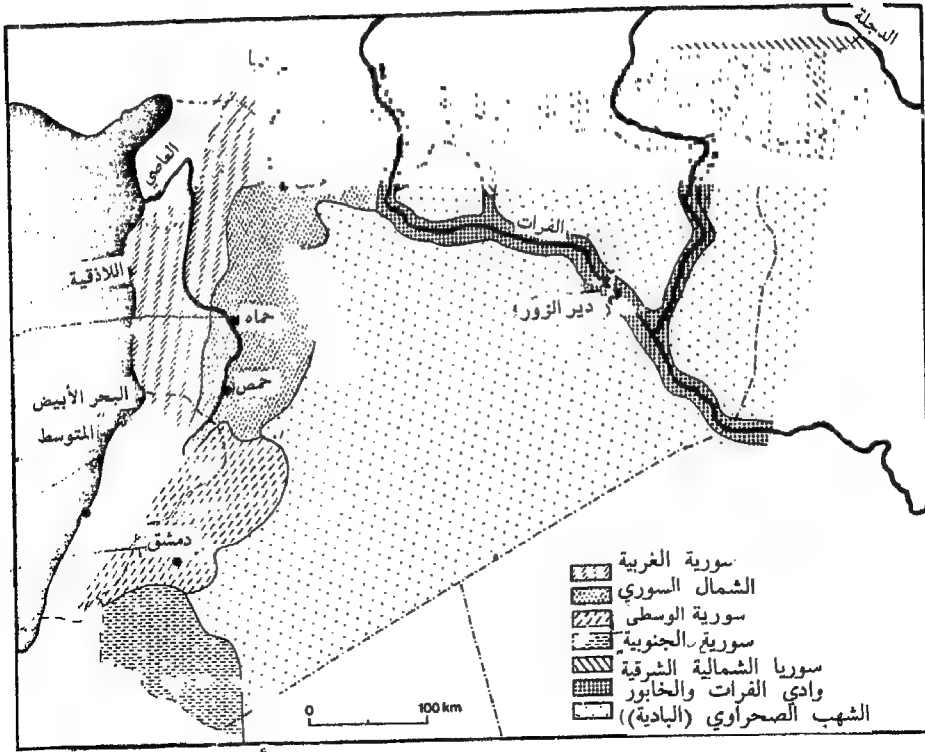 الدجلة
العاصي
الفرات
اللاذقية
دير الزور
حماه
حمص
البحر الأبيض
المتوسط
دمشق
سورية الغربية
الشمال السوري
سورية الوسطى
سورية الجنوبية
سوريا الشمالية الشرقية
وادي الفرات والخابور
الشهب الصحراوي (البادية))
0 100 km